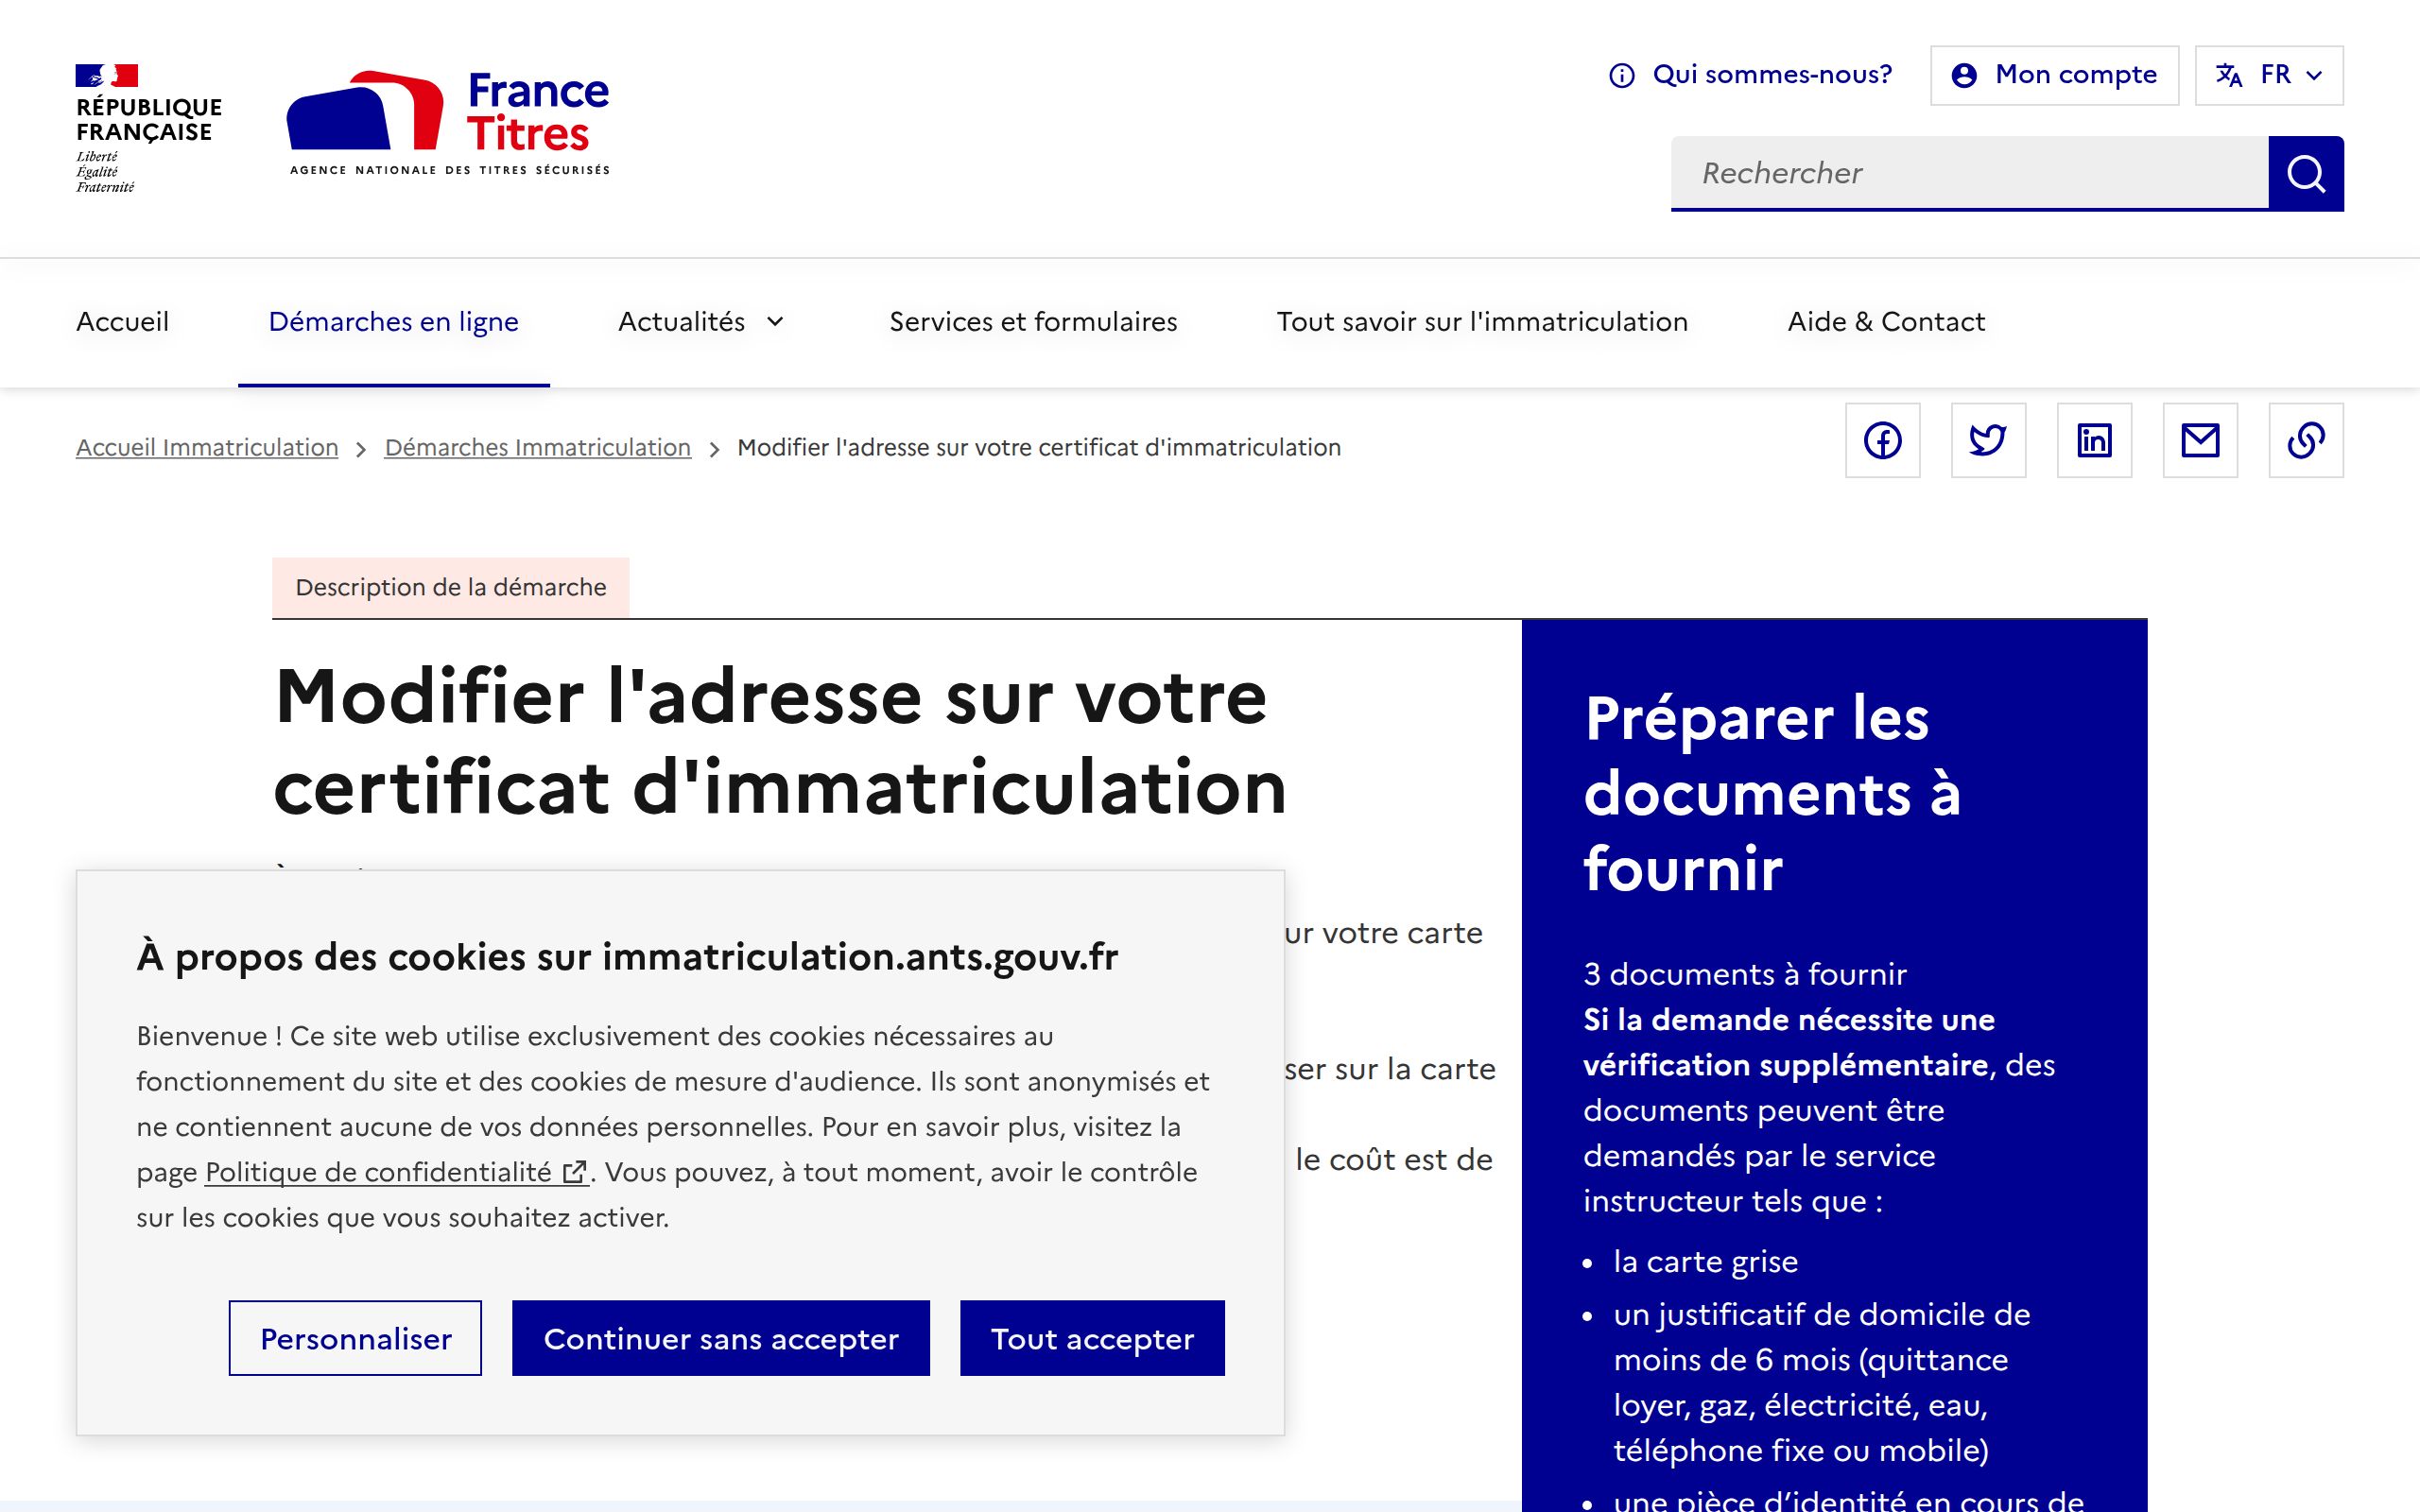 RÉPUBLIQUE
FRANÇAISE
Liberté
Égalité
Fraternité
France
Titres
AGENCE NATIONALE DES TITRES SÉCURISÉS
Qui sommes-nous?
Mon compte
FR
Rechercher
Accueil
Démarches en ligne
Actualités
Services et formulaires
Tout savoir sur l'immatriculation
Aide & Contact
Accueil Immatriculation
Démarches Immatriculation
Modifier l'adresse sur votre certificat d'immatriculation
Description de la démarche
Modifier l'adresse sur votre
certificat d'immatriculation
ur votre carte
ser sur la carte
le coût est de
À propos des cookies sur immatriculation.ants.gouv.fr
Bienvenue ! Ce site web utilise exclusivement des cookies nécessaires au
fonctionnement du site et des cookies de mesure d'audience. Ils sont anonymisés et
ne contiennent aucune de vos données personnelles. Pour en savoir plus, visitez la
page Politique de confidentialité. Vous pouvez, à tout moment, avoir le contrôle
sur les cookies que vous souhaitez activer.
Personnaliser
Continuer sans accepter
Tout accepter
Préparer les
documents à
fournir
3 documents à fournir
Si la demande nécessite une
vérification supplémentaire, des
documents peuvent être
demandés par le service
instructeur tels que :
• la carte grise
• un justificatif de domicile de
moins de 6 mois (quittance
loyer, gaz, électricité, eau,
téléphone fixe ou mobile)
• une pièce d’identité en cours de